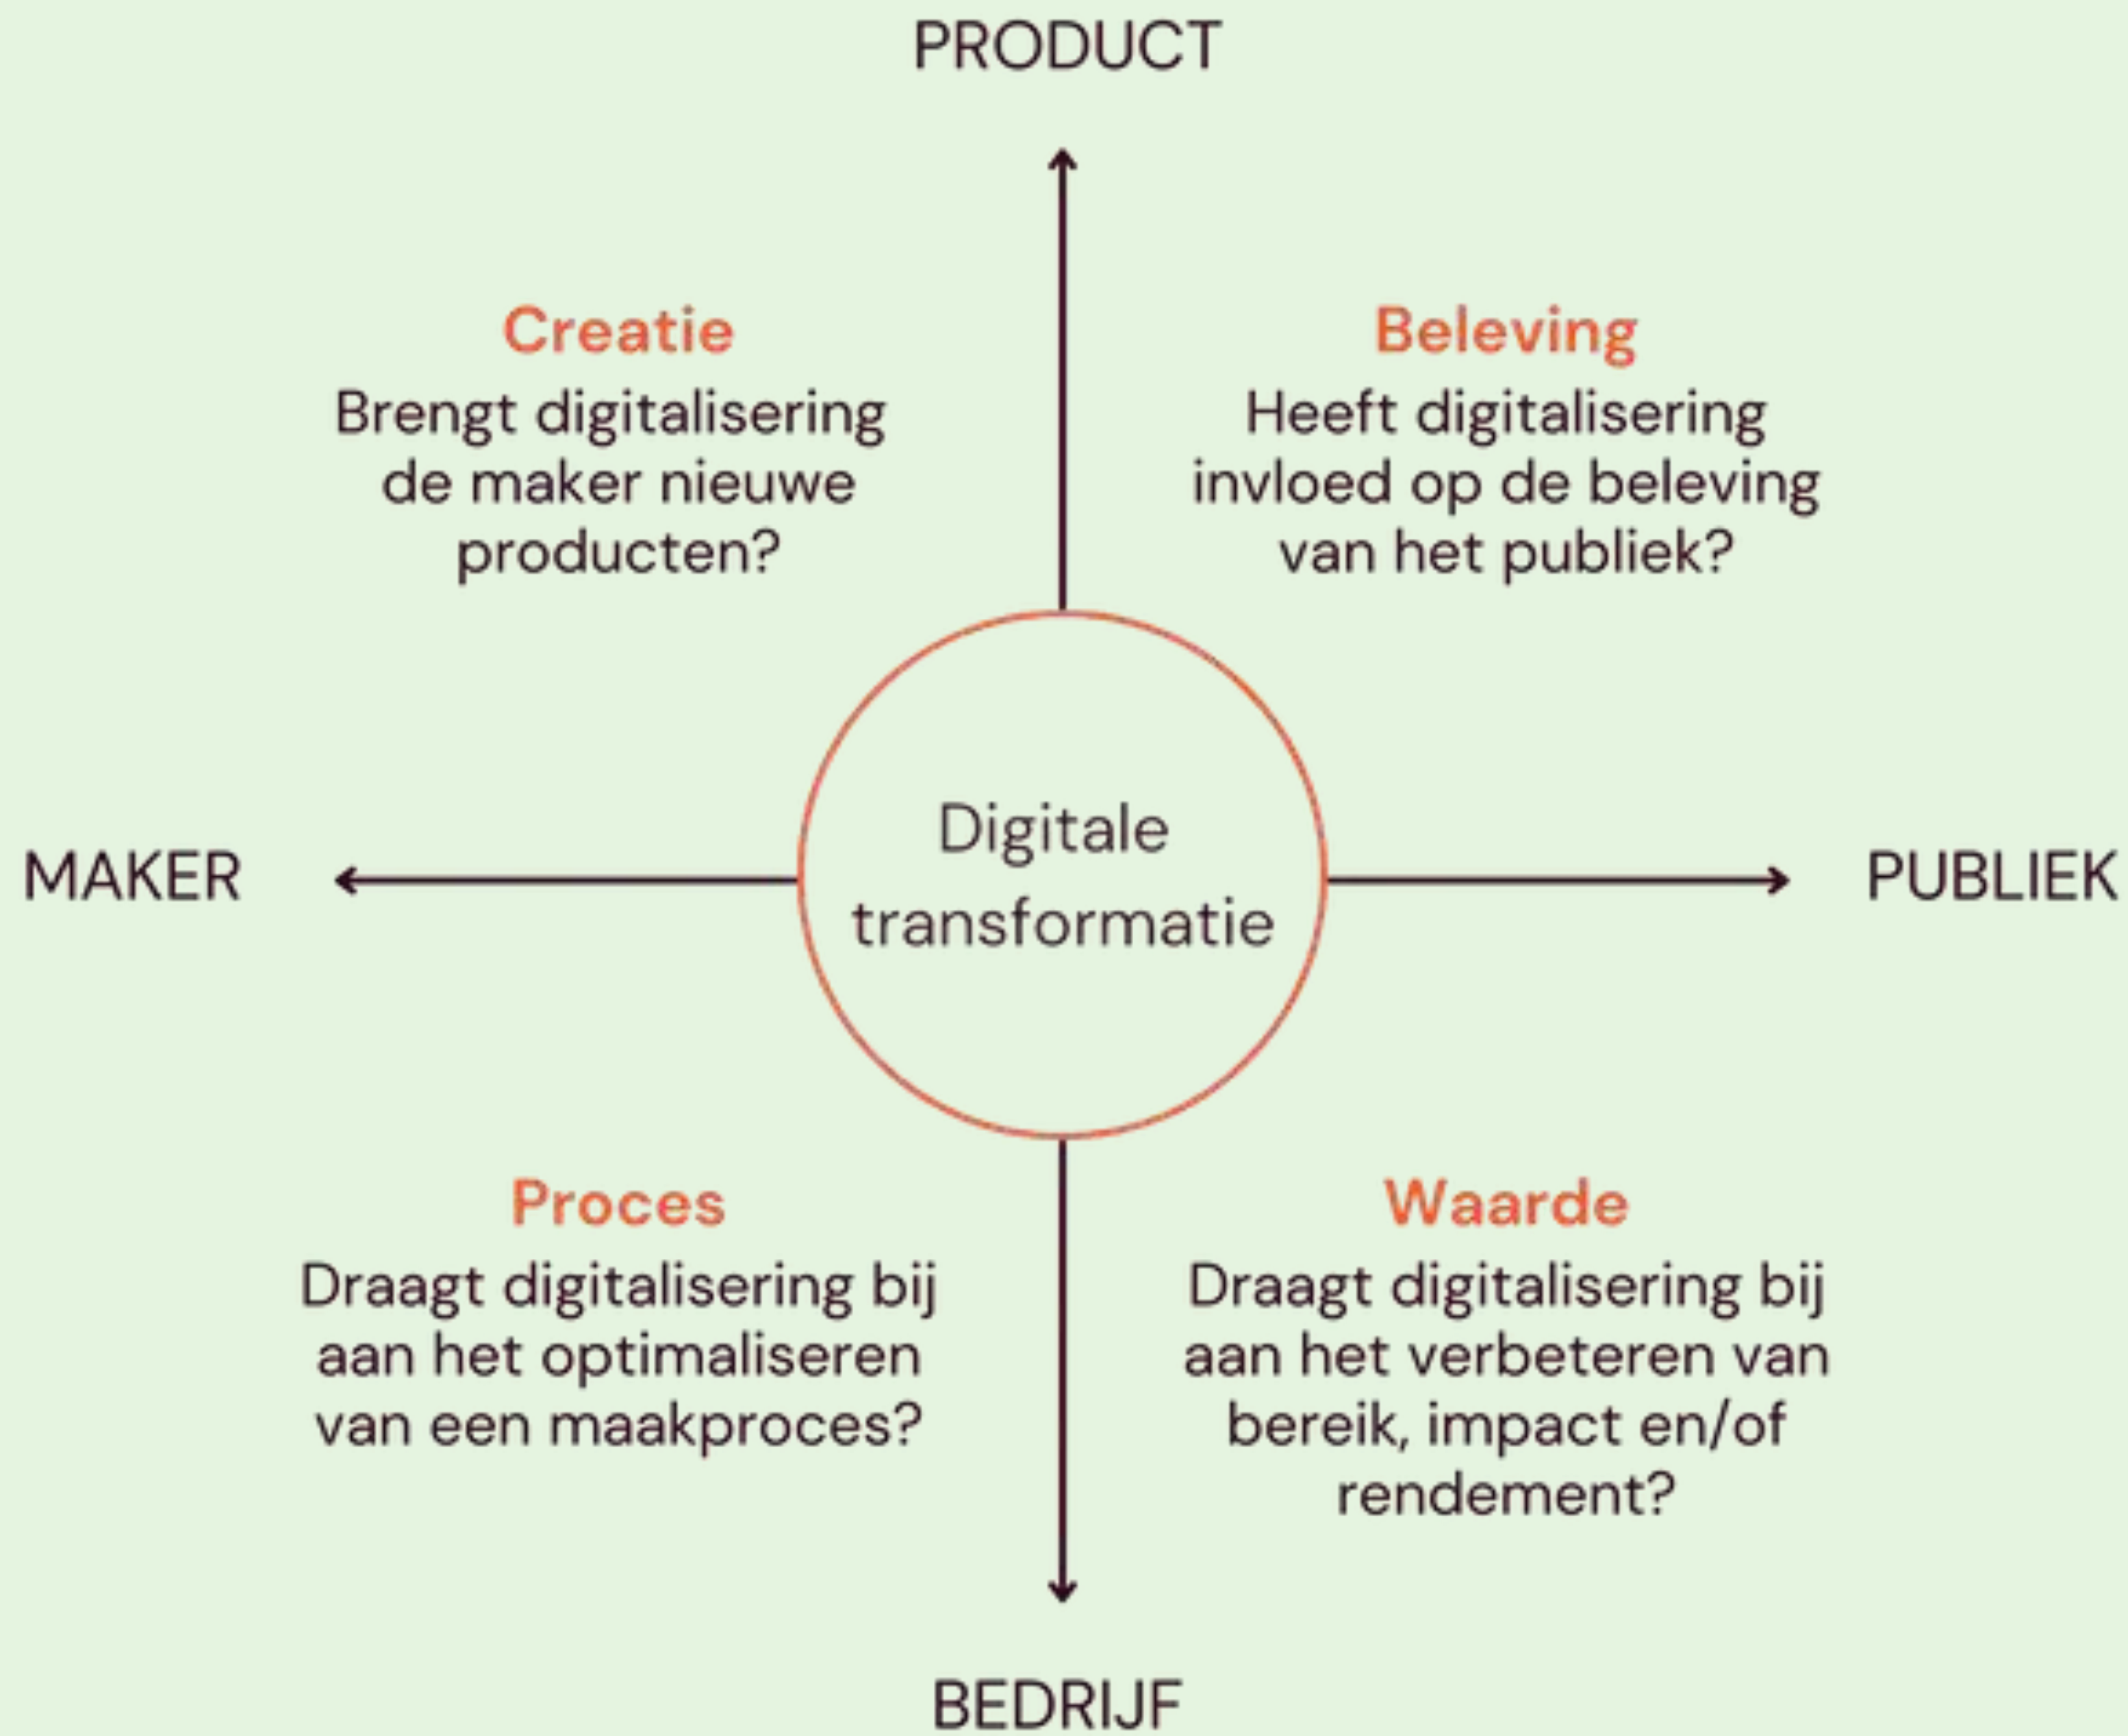 PRODUCT
Creatie
Brengt digitalisering
de maker nieuwe
producten?
Beleving
Heeft digitalisering
invloed op de beleving
van het publiek?
MAKER
Digitale
transformatie
PUBLIEK
Proces
Draagt digitalisering bij
aan het optimaliseren
van een maakproces?
Waarde
Draagt digitalisering bij
aan het verbeteren van
bereik, impact en/of
rendement?
BEDRIJF